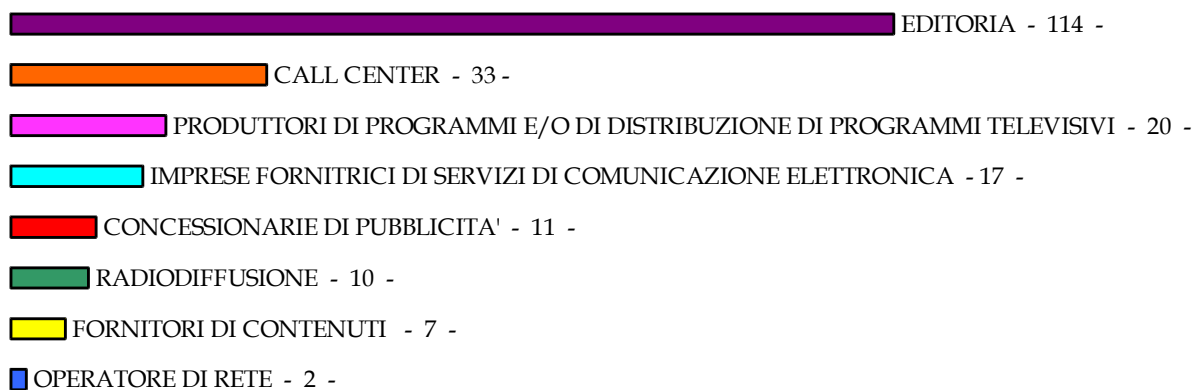 EDITORIA - 114 -
CALL CENTER - 33 -
PRODUTTORI DI PROGRAMMI E/O DI DISTRIBUZIONE DI PROGRAMMI TELEVISIVI - 20 -
IMPRESE FORNITRICI DI SERVIZI DI COMUNICAZIONE ELETTRONICA - 17 -
CONCESSIONARIE DI PUBBLICITA' - 11 -
RADIODIFFUSIONE - 10 -
FORNITORI DI CONTENUTI - 7 -
OPERATORE DI RETE - 2 -